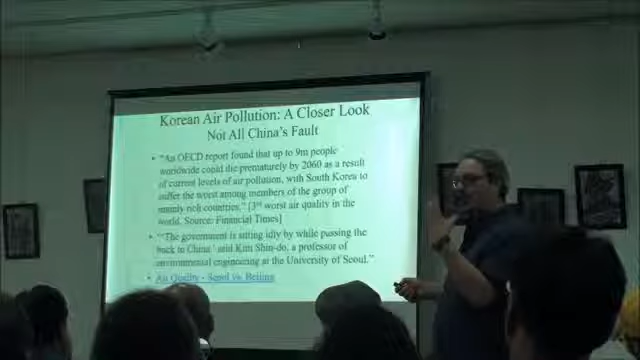 Korean Air Pollution: A Closer Look
Not All China's Fault
• "An OECD report found that up to 9m people
worldwide could die prematurely by 2060 as a result
of current levels of air pollution, with South Korea to
suffer the worst among members of the group of
mainly rich countries." [3rd worst air quality in the
world. Source: Financial Times]
• "'The government is sitting idly by while passing the
buck to China,' said Kim Shin-do, a professor of
environmental engineering at the University of Seoul."
• Air Quality - Seoul vs. Beijing